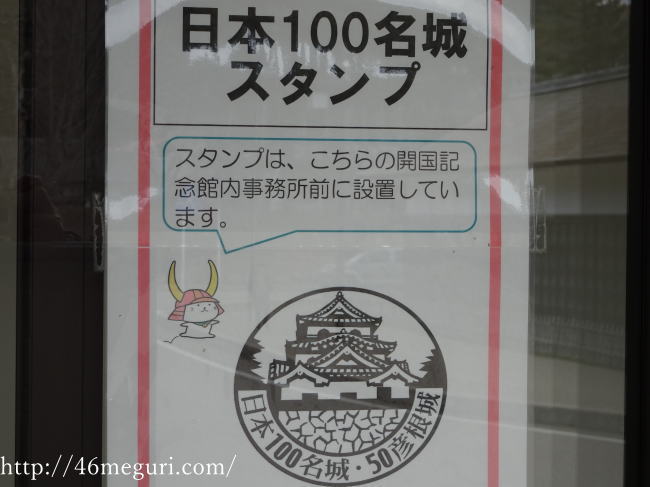 日本100名城
スタンプ
スタンプは、こちらの開国記
念館内事務所前に設置してい
ます。
日本100名城・50彦根城
http://46meguri.com/